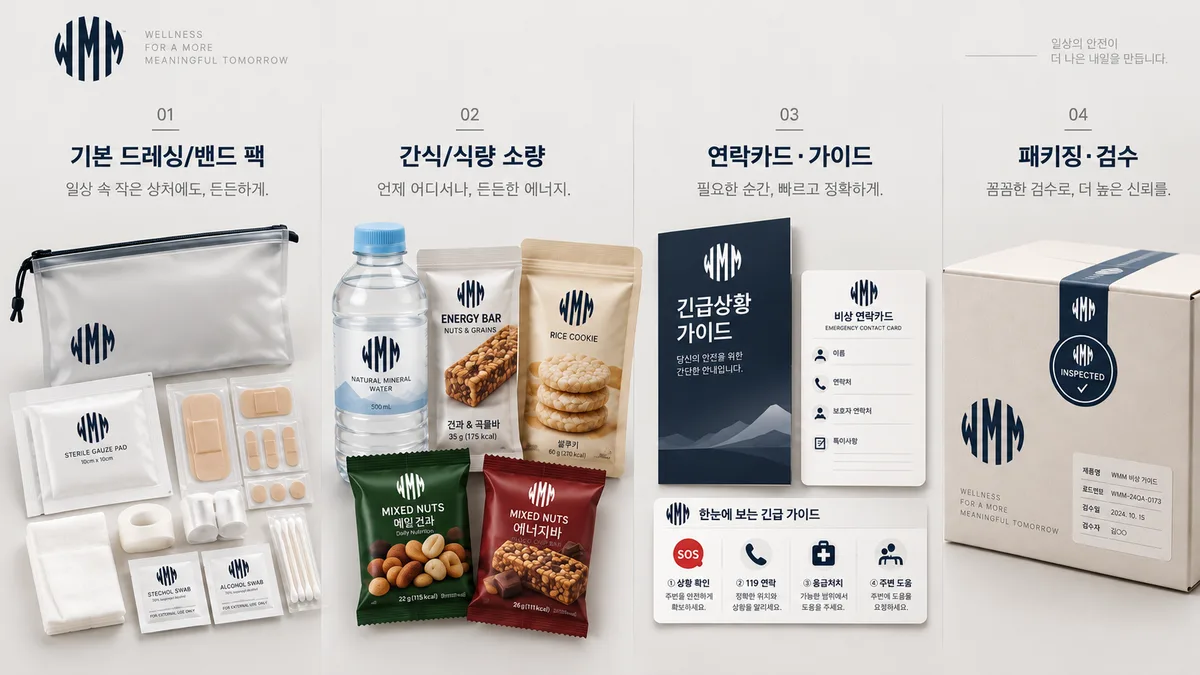 WMM
WELLNESS
FOR A MORE
MEANINGFUL TOMORROW
일상의 안전이
더 나은 내일을 만듭니다.
01
기본 드레싱/밴드 팩
일상 속 작은 상처에도, 든든하게.
WMM
WMM
STERILE GAUZE PAD
10cm x 10cm
WMM
STECHOL SWAB
FOR EXTERNAL USE ONLY
WMM
ALCOHOL SWAB
FOR EXTERNAL USE ONLY
02
간식/식량 소량
언제 어디서나, 든든한 에너지.
WMM
NATURAL MINERAL
WATER
500 mL
WMM
ENERGY BAR
NUTS & GRAINS
견과 & 곡물바
35 g (175 kcal)
WMM
RICE COOKIE
쌀쿠키
60 g (270 kcal)
WMM
MIXED NUTS
메일 견과
Daily Nutrition
22 g (115 kcal)
WMM
MIXED NUTS
에너지바
26 g (111 kcal)
03
연락카드·가이드
필요한 순간, 빠르고 정확하게.
WMM
긴급상황
가이드
당신의 안전을 위한
간단한 안내입니다.
WMM
비상 연락카드
EMERGENCY CONTACT CARD
이름
연락처
보호자 연락처
특이사항
WMM 한눈에 보는 긴급 가이드
SOS
① 상황 확인
주변을 안전하게
확보하세요.
② 119 연락
정확한 위치와
상황을 알리세요.
③ 응급처치
가능한 범위에서
도움을 주세요.
④ 주변 도움
주변에 도움을
요청하세요.
04
패키징·검수
꼼꼼한 검수로, 더 높은 신뢰를.
WMM
WMM
INSPECTED
WMM
WELLNESS
FOR A MORE
MEANINGFUL TOMORROW
제품명 WMM 비상 가이드
로드번호 WMM-24QA-0173
검수일 2024. 10. 15
검수자 김○○